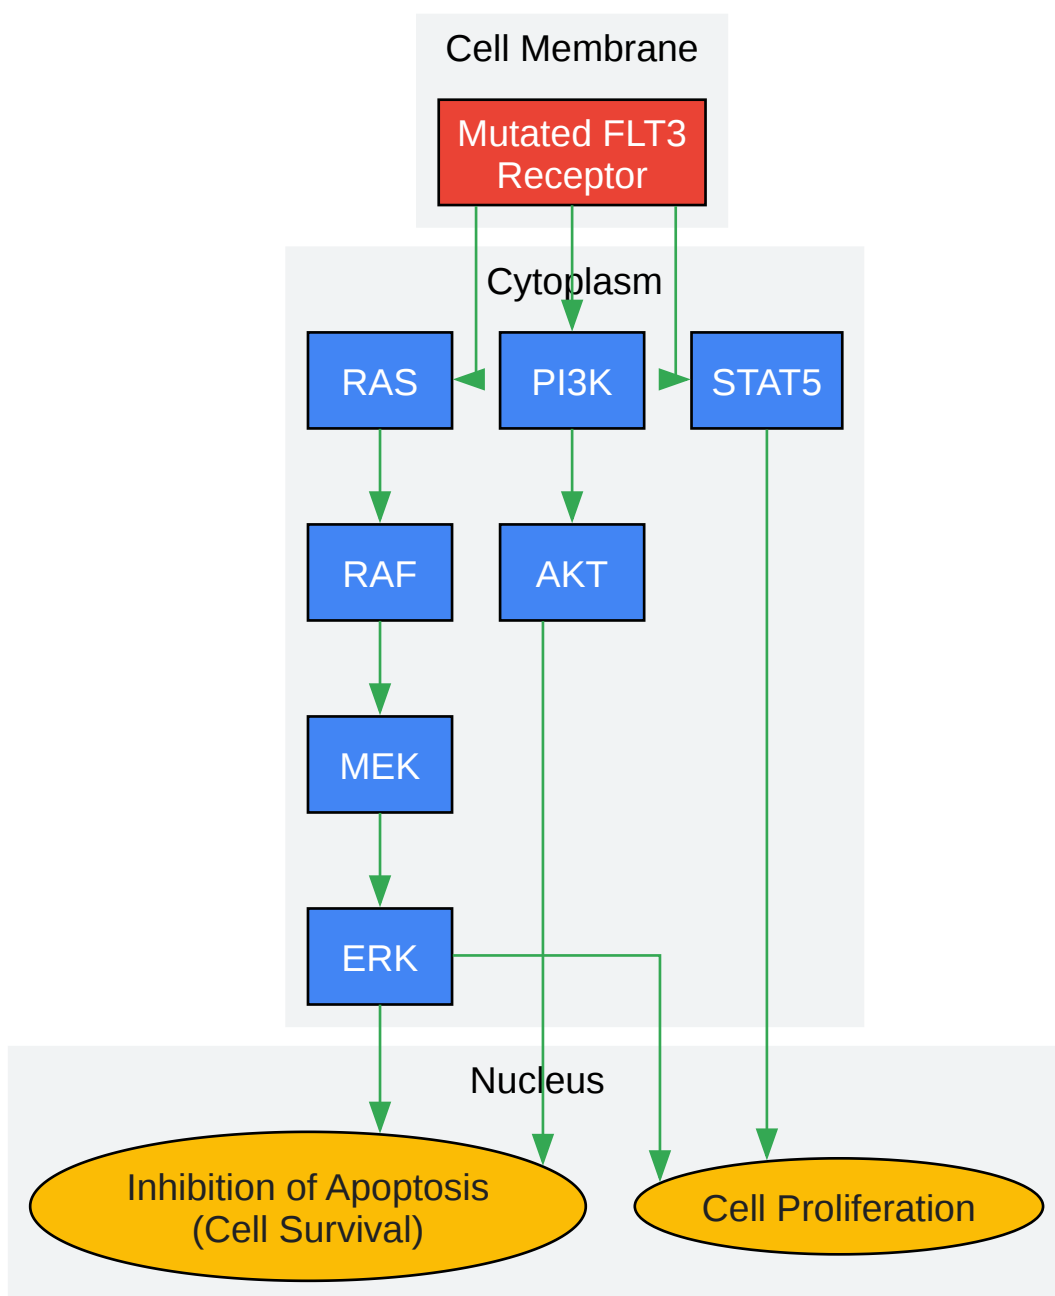 Cell Membrane
Mutated FLT3
Receptor
Cytoplasm
RAS
PI3K
STAT5
RAF
AKT
MEK
ERK
Nucleus
Inhibition of Apoptosis
(Cell Survival)
Cell Proliferation